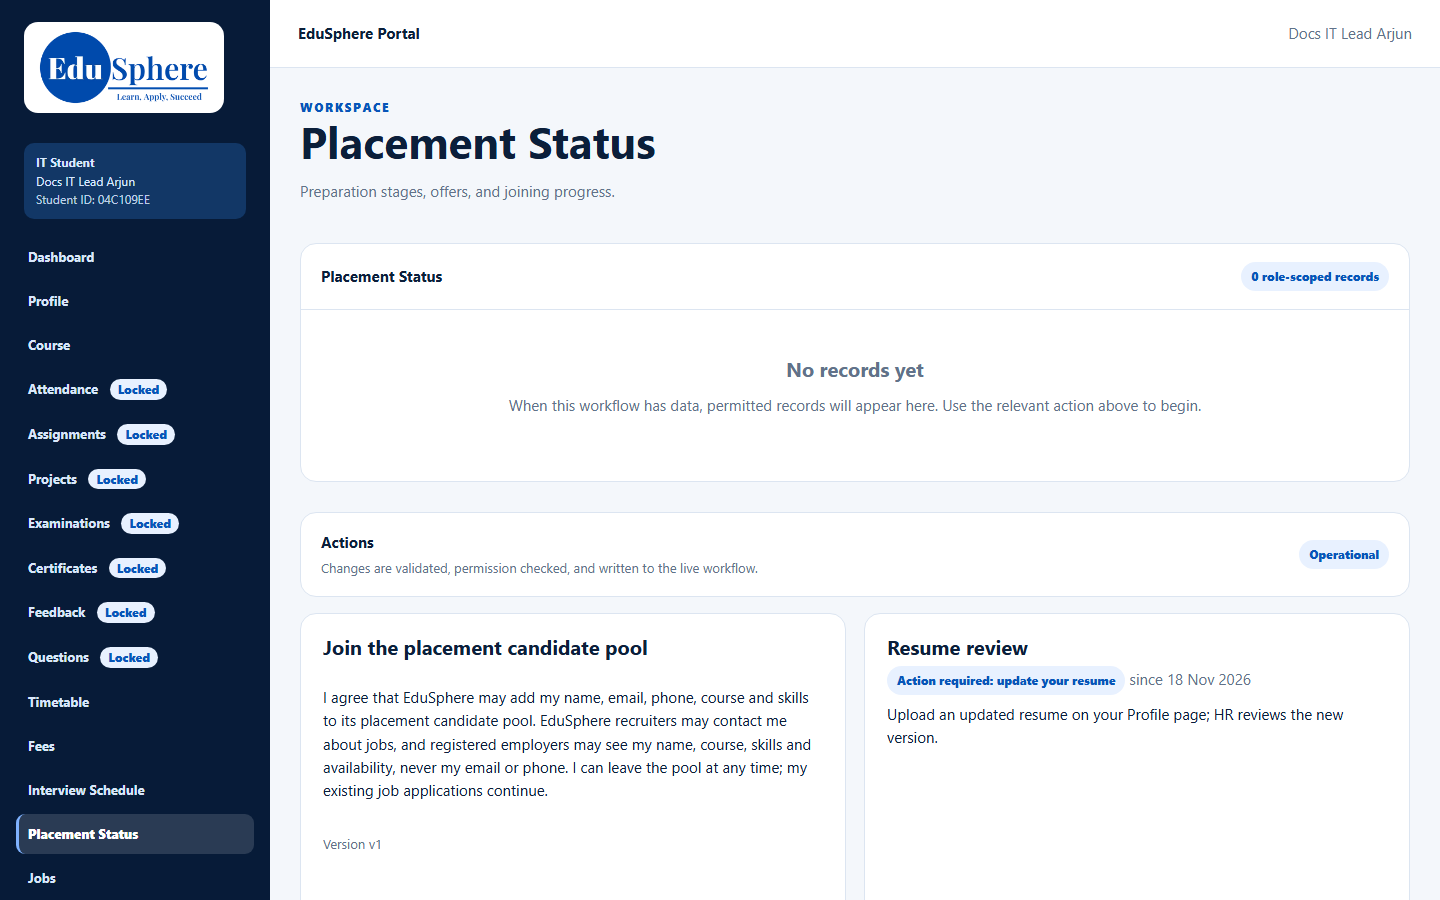 EduSphere
Learn. Apply, Succeed
IT Student
Docs IT Lead Arjun
Student ID: 04C109EE
Dashboard
Profile
Course
Attendance Locked
Assignments Locked
Projects Locked
Examinations Locked
Certificates Locked
Feedback Locked
Questions Locked
Timetable
Fees
Interview Schedule
Placement Status
Jobs
EduSphere Portal
Docs IT Lead Arjun
WORKSPACE
Placement Status
Preparation stages, offers, and joining progress.
Placement Status
0 role-scoped records
No records yet
When this workflow has data, permitted records will appear here. Use the relevant action above to begin.
Actions
Changes are validated, permission checked, and written to the live workflow.
Operational
Join the placement candidate pool
I agree that EduSphere may add my name, email, phone, course and skills
to its placement candidate pool. EduSphere recruiters may contact me
about jobs, and registered employers may see my name, course, skills and
availability, never my email or phone. I can leave the pool at any time; my
existing job applications continue.
Version v1
Resume review
Action required: update your resume since 18 Nov 2026
Upload an updated resume on your Profile page; HR reviews the new
version.